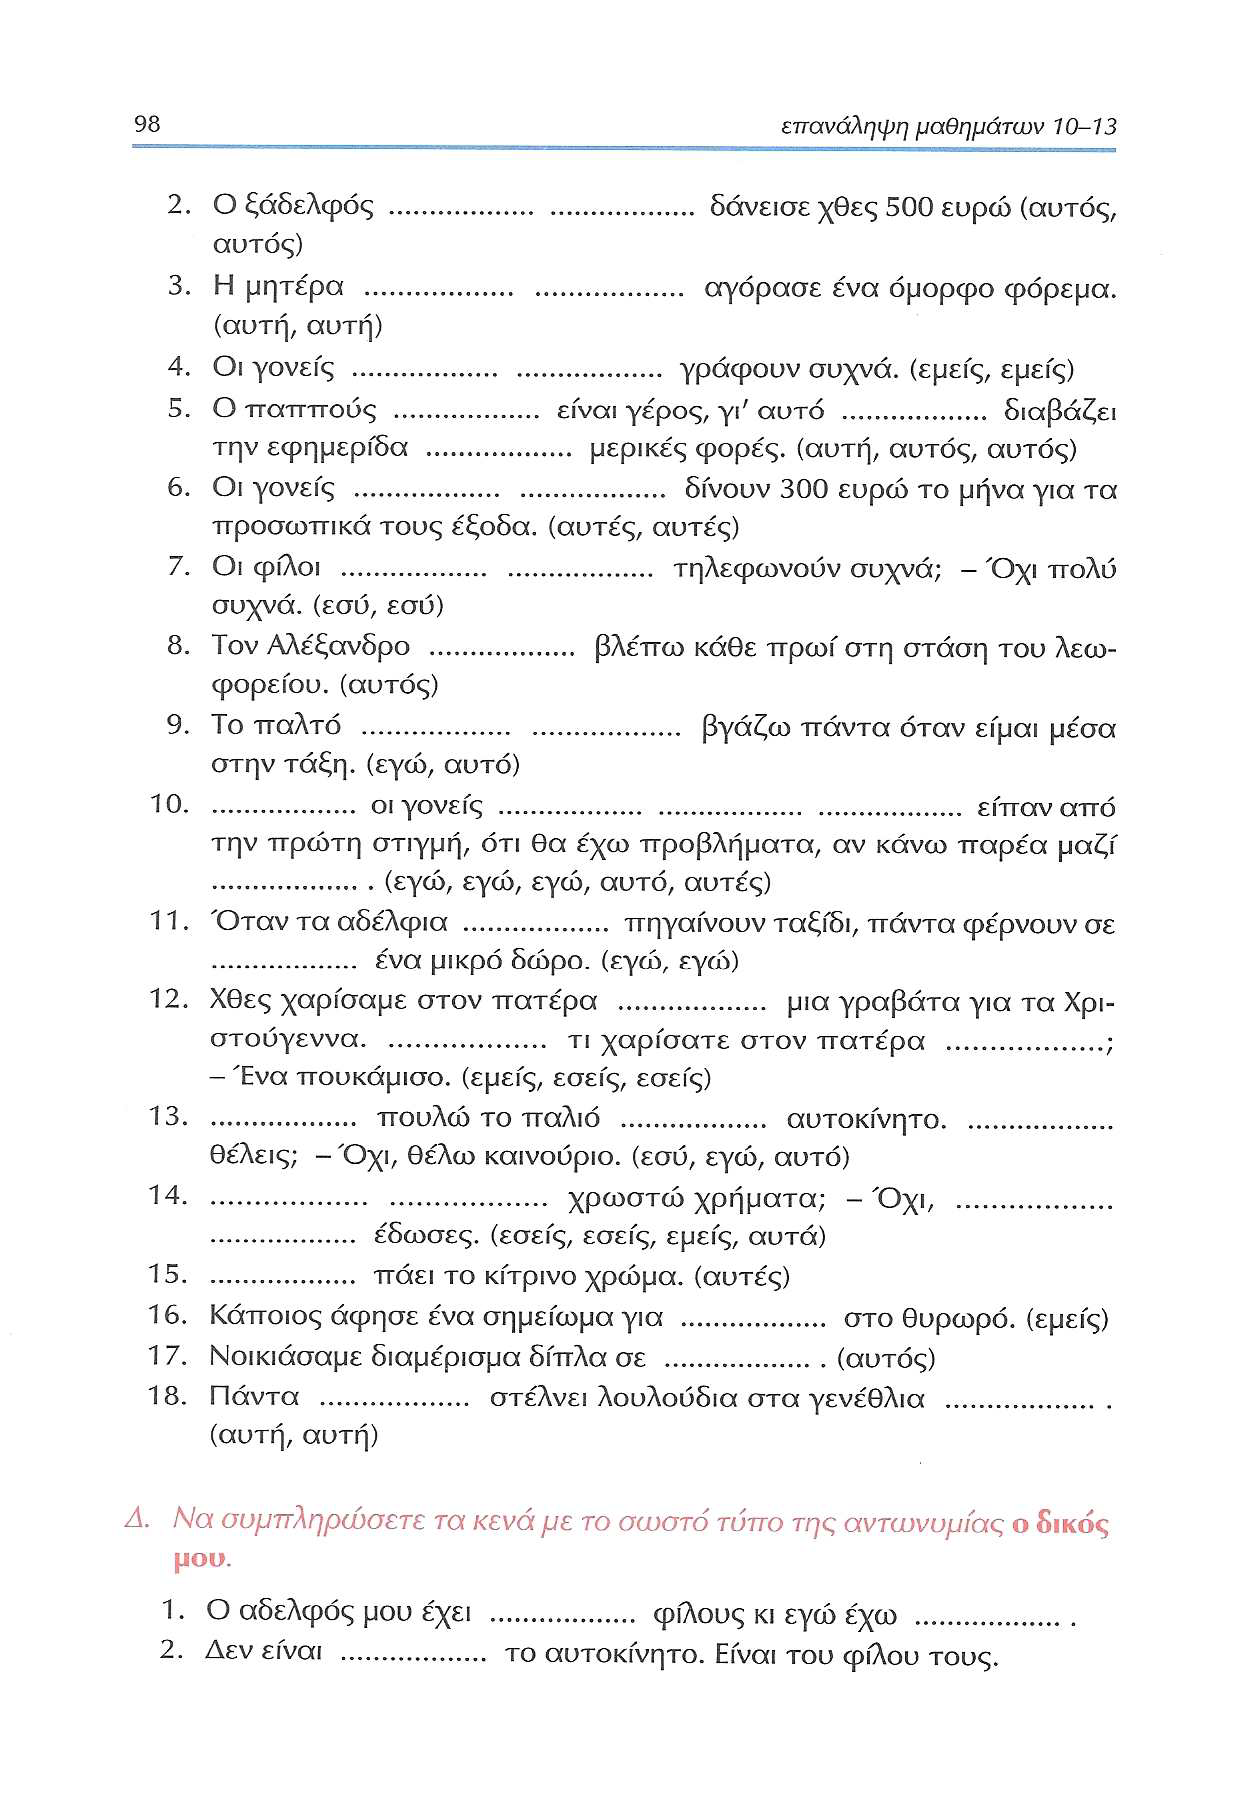 98 επανάληψη μαθημάτων 10–13
2. Ο ξάδελφός .................. .................. δάνεισε χθες 500 ευρώ (αυτός,
αυτός)
3. Η μητέρα .................. .................. αγόρασε ένα όμορφο φόρεμα.
(αυτή, αυτή)
4. Οι γονείς .................. .................. γράφουν συχνά. (εμείς, εμείς)
5. Ο παππούς .................. είναι γέρος, γι' αυτό .................. διαβάζει
την εφημερίδα .................. μερικές φορές. (αυτή, αυτός, αυτός)
6. Οι γονείς .................. .................. δίνουν 300 ευρώ το μήνα για τα
προσωπικά τους έξοδα. (αυτές, αυτές)
7. Οι φίλοι .................. .................. τηλεφωνούν συχνά; – Όχι πολύ
συχνά. (εσύ, εσύ)
8. Τον Αλέξανδρο .................. βλέπω κάθε πρωί στη στάση του λεω-
φορείου. (αυτός)
9. Το παλτό .................. .................. βγάζω πάντα όταν είμαι μέσα
στην τάξη. (εγώ, αυτό)
10. .................. οι γονείς .................. .................. .................. είπαν από
την πρώτη στιγμή, ότι θα έχω προβλήματα, αν κάνω παρέα μαζί
.................. . (εγώ, εγώ, εγώ, αυτό, αυτές)
11. Όταν τα αδέλφια .................. πηγαίνουν ταξίδι, πάντα φέρνουν σε
.................. ένα μικρό δώρο. (εγώ, εγώ)
12. Χθες χαρίσαμε στον πατέρα .................. μια γραβάτα για τα Χρι-
στούγεννα. .................. τι χαρίσατε στον πατέρα ..................;
– Ένα πουκάμισο. (εμείς, εσείς, εσείς)
13. .................. πουλώ το παλιό .................. αυτοκίνητο. ..................
θέλεις; – Όχι, θέλω καινούριο. (εσύ, εγώ, αυτό)
14. .................. .................. χρωστώ χρήματα; – Όχι, ..................
.................. έδωσες. (εσείς, εσείς, εμείς, αυτά)
15. .................. πάει το κίτρινο χρώμα. (αυτές)
16. Κάποιος άφησε ένα σημείωμα για .................. στο θυρωρό. (εμείς)
17. Νοικιάσαμε διαμέρισμα δίπλα σε .................. . (αυτός)
18. Πάντα .................. στέλνει λουλούδια στα γενέθλια .................. .
(αυτή, αυτή)
Δ. Να συμπληρώσετε τα κενά με το σωστό τύπο της αντωνυμίας ο δικός
μου.
1. Ο αδελφός μου έχει .................. φίλους κι εγώ έχω .................. .
2. Δεν είναι .................. το αυτοκίνητο. Είναι του φίλου τους.